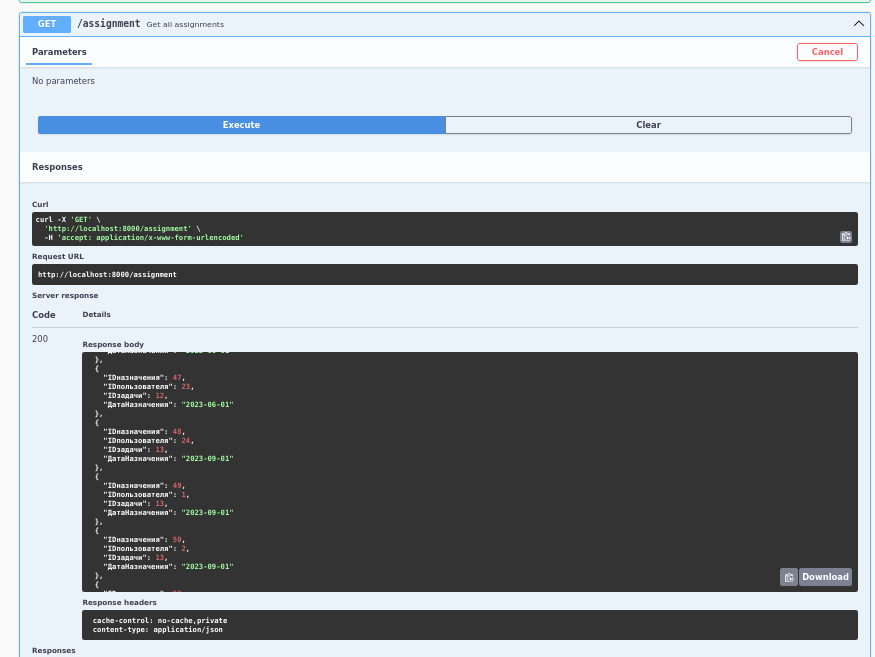 GET /assignment Get all assignments
Parameters
Cancel
No parameters
Execute
Clear
Responses
Curl
curl -X 'GET' \
'http://localhost:8000/assignment' \
-H 'accept: application/x-www-form-urlencoded'
Request URL
http://localhost:8000/assignment
Server response
Code Details
200
Response body
},
{
"IDназначения": 47,
"IDпользователя": 23,
"IDзадачи": 12,
"ДатаНазначения": "2023-06-01"
},
{
"IDназначения": 48,
"IDпользователя": 24,
"IDзадачи": 13,
"ДатаНазначения": "2023-09-01"
},
{
"IDназначения": 49,
"IDпользователя": 1,
"IDзадачи": 13,
"ДатаНазначения": "2023-09-01"
},
{
"IDназначения": 50,
"IDпользователя": 2,
"IDзадачи": 13,
"ДатаНазначения": "2023-09-01"
},
{
Download
Response headers
cache-control: no-cache,private
content-type: application/json
Responses